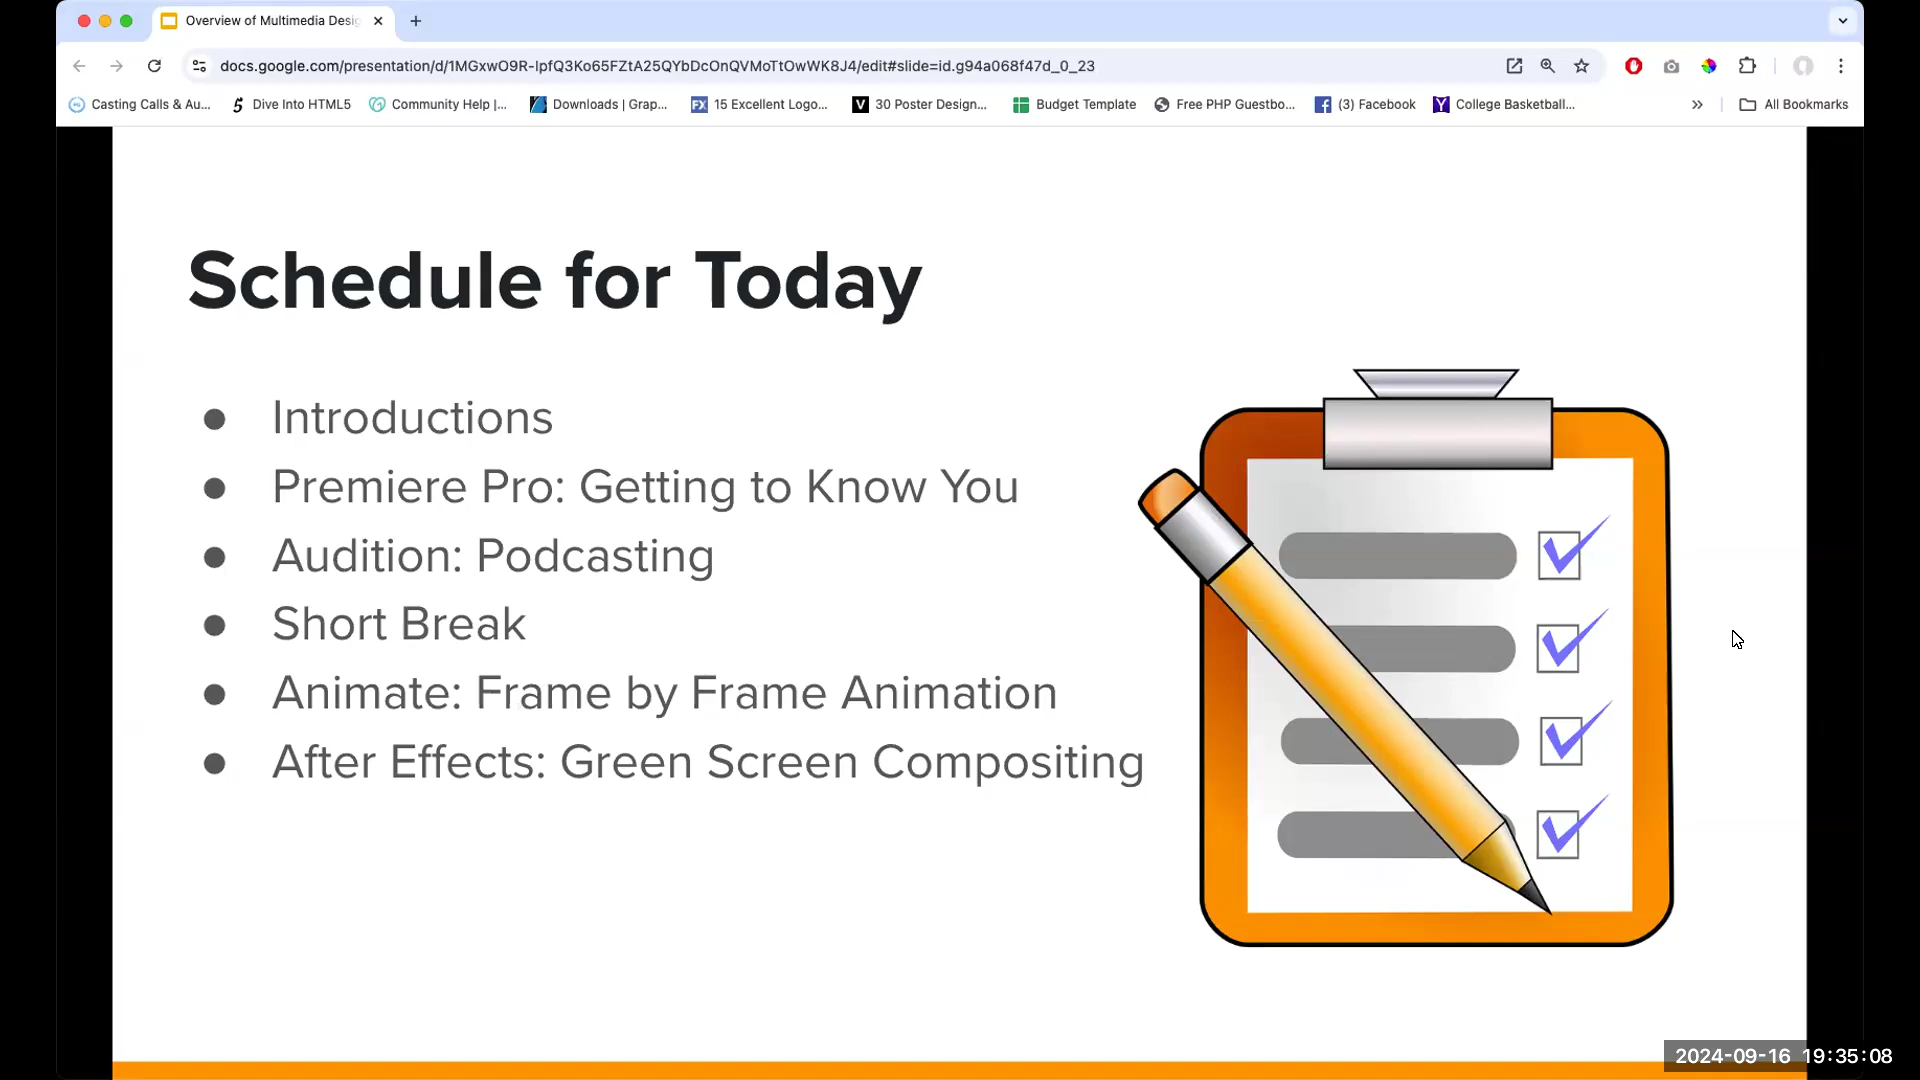 Overview of Multimedia Desig
docs.google.com/presentation/d/1MGxwO9R-lpfQ3Ko65FZtA25QYbDcOnQVMoTtOwWK8J4/edit#slide=id.g94a068f47d_0_23
Casting Calls & Au... Dive Into HTML5 Community Help |... Downloads | Grap... FX 15 Excellent Logo... V 30 Poster Design... Budget Template Free PHP Guestbo... (3) Facebook Y College Basketball... » All Bookmarks
Schedule for Today
● Introductions
● Premiere Pro: Getting to Know You
● Audition: Podcasting
● Short Break
● Animate: Frame by Frame Animation
● After Effects: Green Screen Compositing
2024-09-16 19:35:08